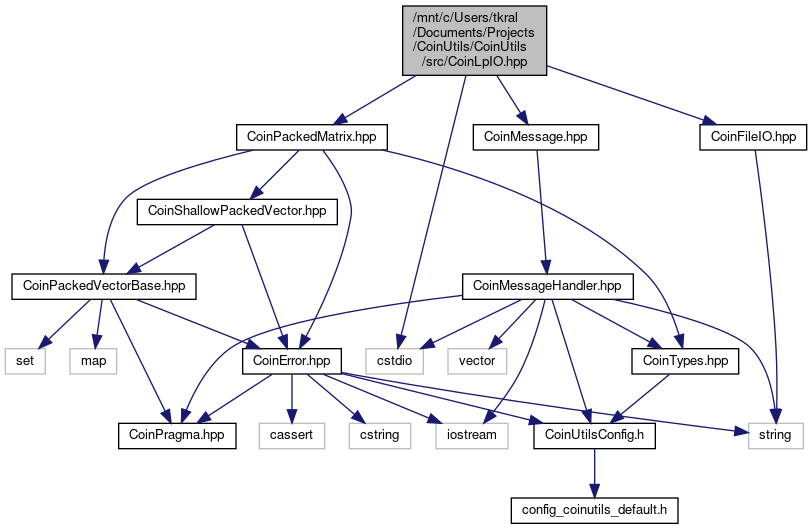 /mnt/c/Users/tkral
/Documents/Projects
/CoinUtils/CoinUtils
/src/CoinLpIO.hpp
CoinPackedMatrix.hpp
CoinMessage.hpp
CoinFileIO.hpp
CoinShallowPackedVector.hpp
CoinPackedVectorBase.hpp
CoinMessageHandler.hpp
set
map
CoinError.hpp
cstdio
vector
CoinTypes.hpp
CoinPragma.hpp
cassert
cstring
iostream
CoinUtilsConfig.h
string
config_coinutils_default.h